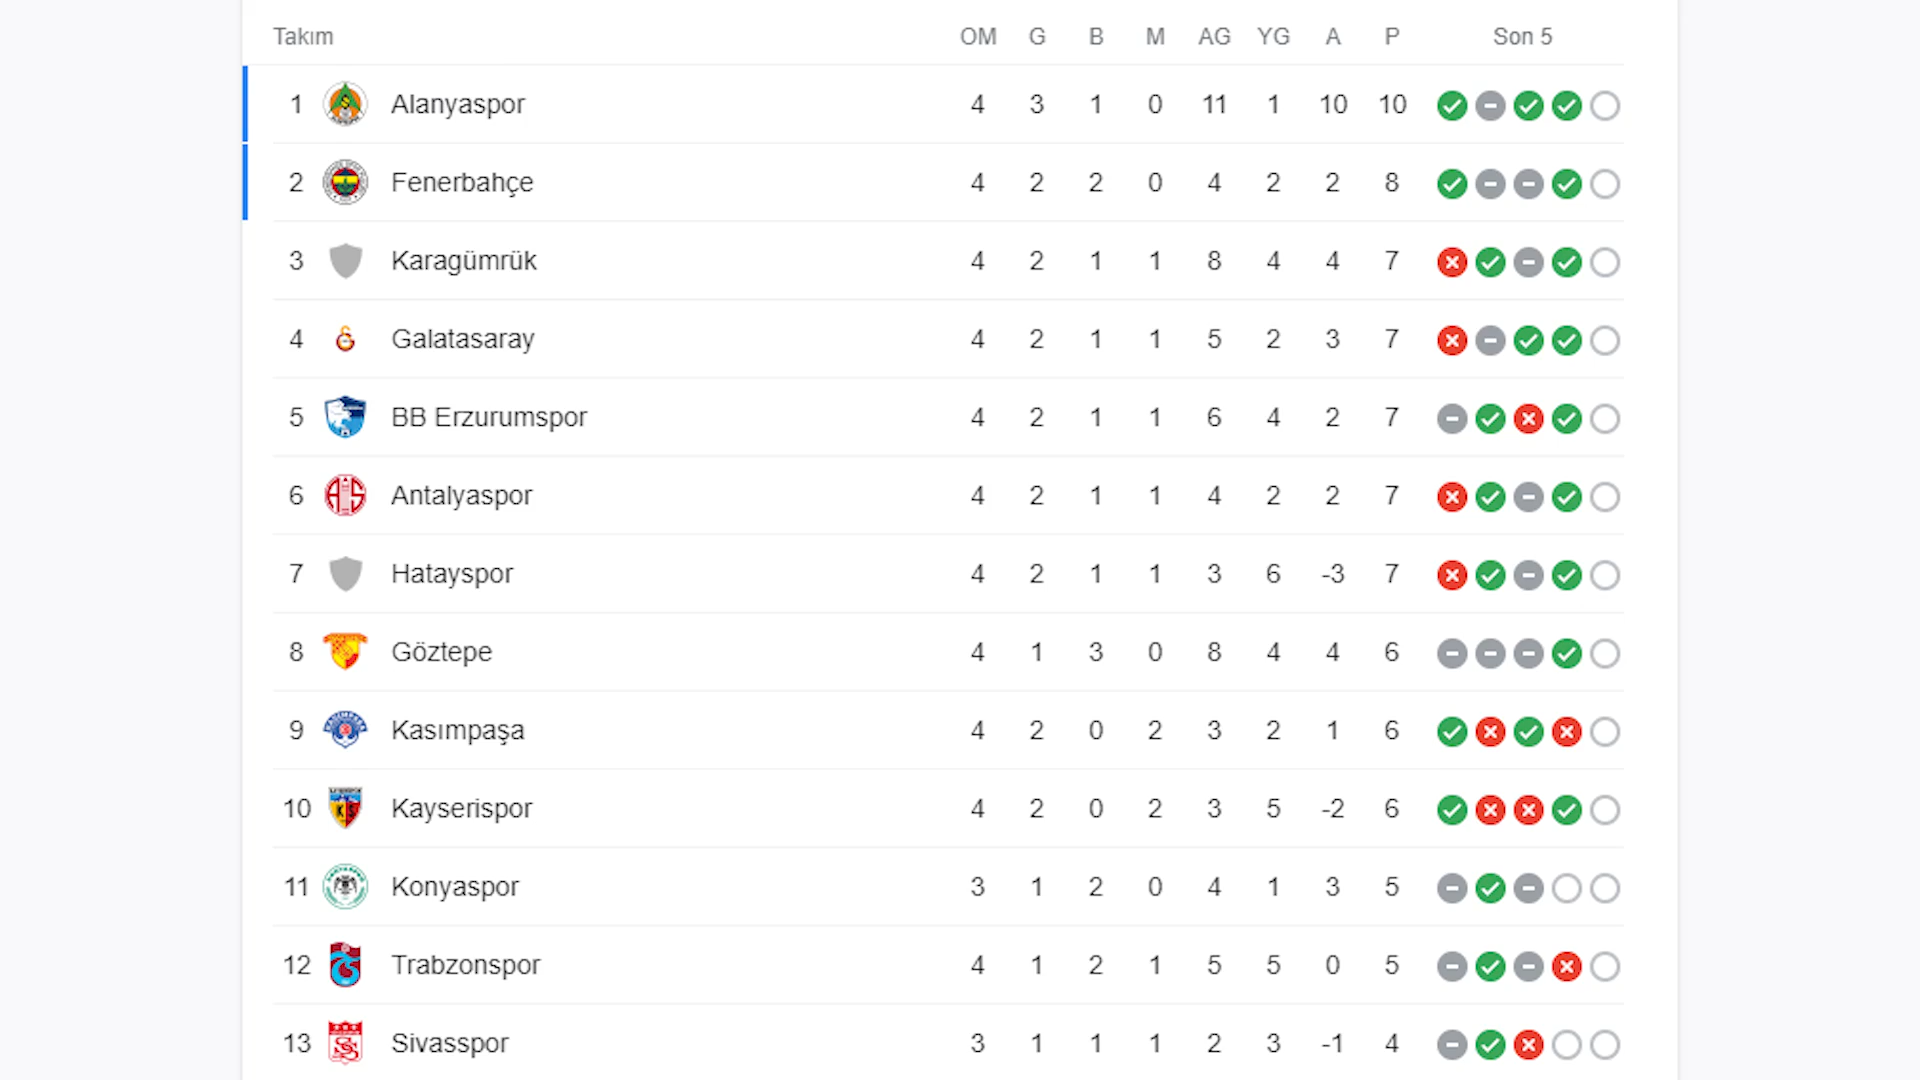 Takım OM G B M AG YG A P Son 5
1 Alanyaspor 4 3 1 0 11 1 10 10
2 Fenerbahçe 4 2 2 0 4 2 2 8
3 Karagümrük 4 2 1 1 8 4 4 7
4 Galatasaray 4 2 1 1 5 2 3 7
5 BB Erzurumspor 4 2 1 1 6 4 2 7
6 Antalyaspor 4 2 1 1 4 2 2 7
7 Hatayspor 4 2 1 1 3 6 -3 7
8 Göztepe 4 1 3 0 8 4 4 6
9 Kasımpaşa 4 2 0 2 3 2 1 6
10 Kayserispor 4 2 0 2 3 5 -2 6
11 Konyaspor 3 1 2 0 4 1 3 5
12 Trabzonspor 4 1 2 1 5 5 0 5
13 Sivasspor 3 1 1 1 2 3 -1 4